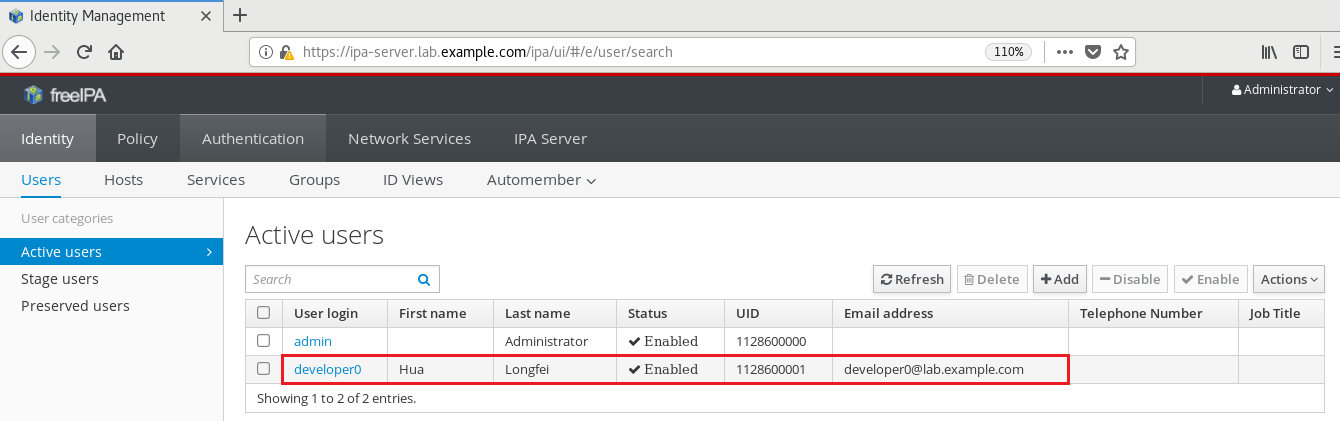 Identity Management
https://ipa-server.lab.example.com/ipa/ui/#/e/user/search 110%
freeIPA Administrator
Identity Policy Authentication Network Services IPA Server
Users Hosts Services Groups ID Views Automember
User categories
Active users
Stage users
Preserved users
Active users
Search Refresh Delete Add Disable Enable Actions
User login First name Last name Status UID Email address Telephone Number Job Title
admin Administrator Enabled 1128600000
developer0 Hua Longfei Enabled 1128600001 developer0@lab.example.com
Showing 1 to 2 of 2 entries.